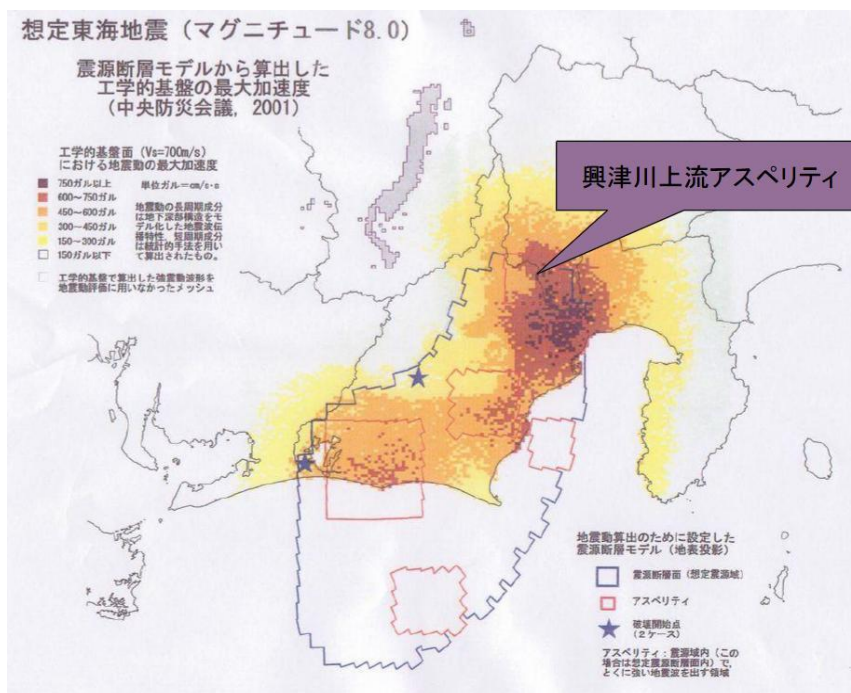 想定東海地震(マグニチュード8.0)
震源断層モデルから算出した
工学的基盤の最大加速度
(中央防災会議, 2001)
工学的基盤面(Vs=700m/s)
における地震動の最大加速度
750ガル以上
600~750ガル
450~600ガル
300~450ガル
150~300ガル
150ガル以下
単位ガル=cm/s・s
地震動の長周期成分
は地下深部構造をモ
デル化した地震波伝
播特性、短周期成分
は統計的手法を用い
て算出されたもの。
工学的基盤で算出した強震動波形を
地震動評価に用いなかったメッシュ
興津川上流アスペリティ
地震動算出のために設定した
震源断層モデル(地表投影)
震源断層面(想定震源域)
アスペリティ
破壊開始点
(2ケース)
アスペリティ:震源域内(この
場合は想定震源断層面内)で、
とくに強い地震波を出す領域